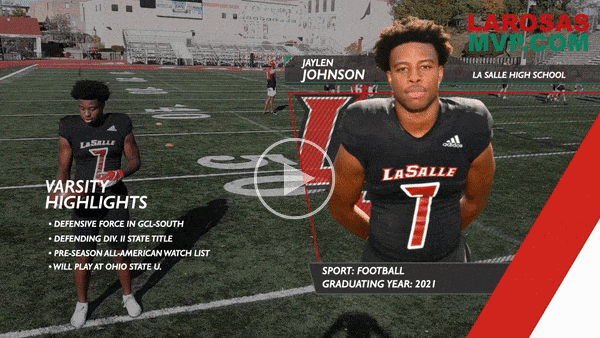 LAROSAS
MVP.COM
JAYLEN
JOHNSON
LA SALLE HIGH SCHOOL
LASALLE
7
VARSITY
HIGHLIGHTS
• DEFENSIVE FORCE IN GCL-SOUTH
• DEFENDING DIV. II STATE TITLE
• PRE-SEASON ALL-AMERICAN WATCH LIST
• WILL PLAY AT OHIO STATE U.
adidas
LASALLE
7
SPORT: FOOTBALL
GRADUATING YEAR: 2021